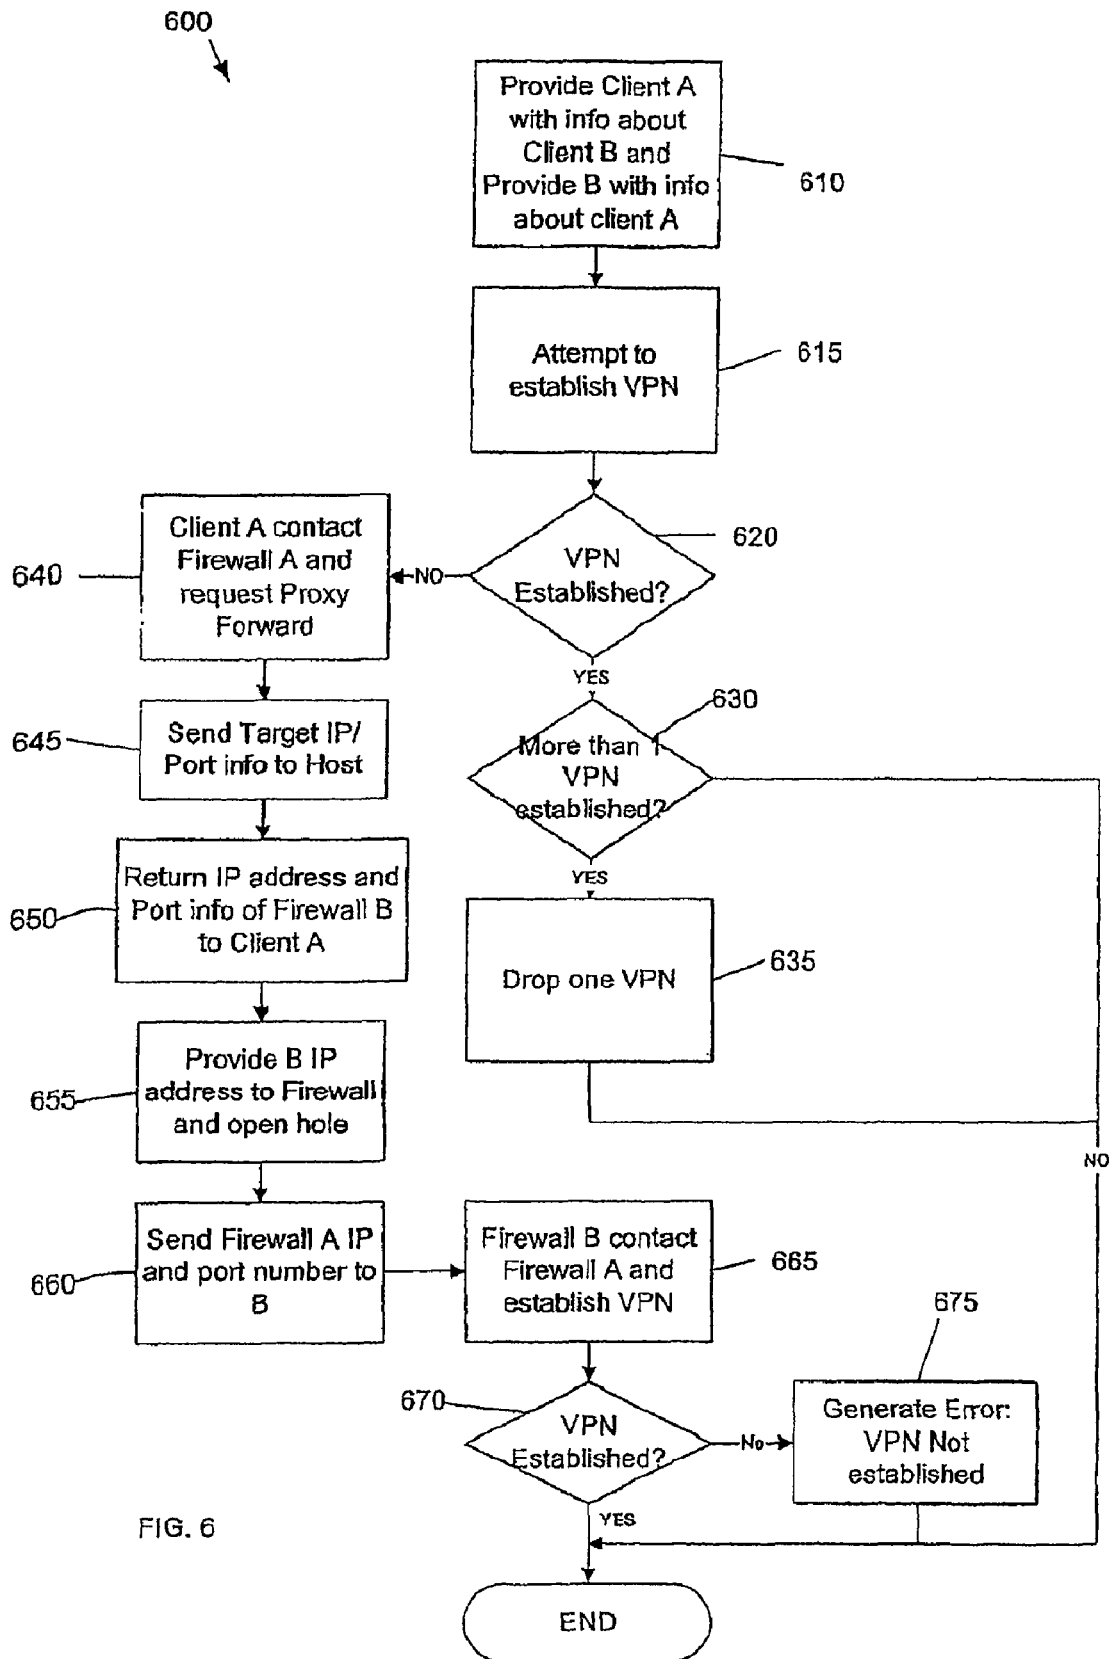 600
Provide Client A
with info about
Client B and
Provide B with info
about client A
610
Attempt to
establish VPN
615
VPN
Established?
620
NO
YES
Client A contact
Firewall A and
request Proxy
Forward
640
More than 1
VPN
established?
630
YES
NO
Send Target IP/
Port info to Host
645
Return IP address and
Port info of Firewall B
to Client A
650
Drop one VPN
635
Provide B IP
address to Firewall
and open hole
655
Send Firewall A IP
and port number to
B
660
Firewall B contact
Firewall A and
establish VPN
665
VPN
Established?
670
No
YES
Generate Error:
VPN Not
established
675
END
FIG. 6